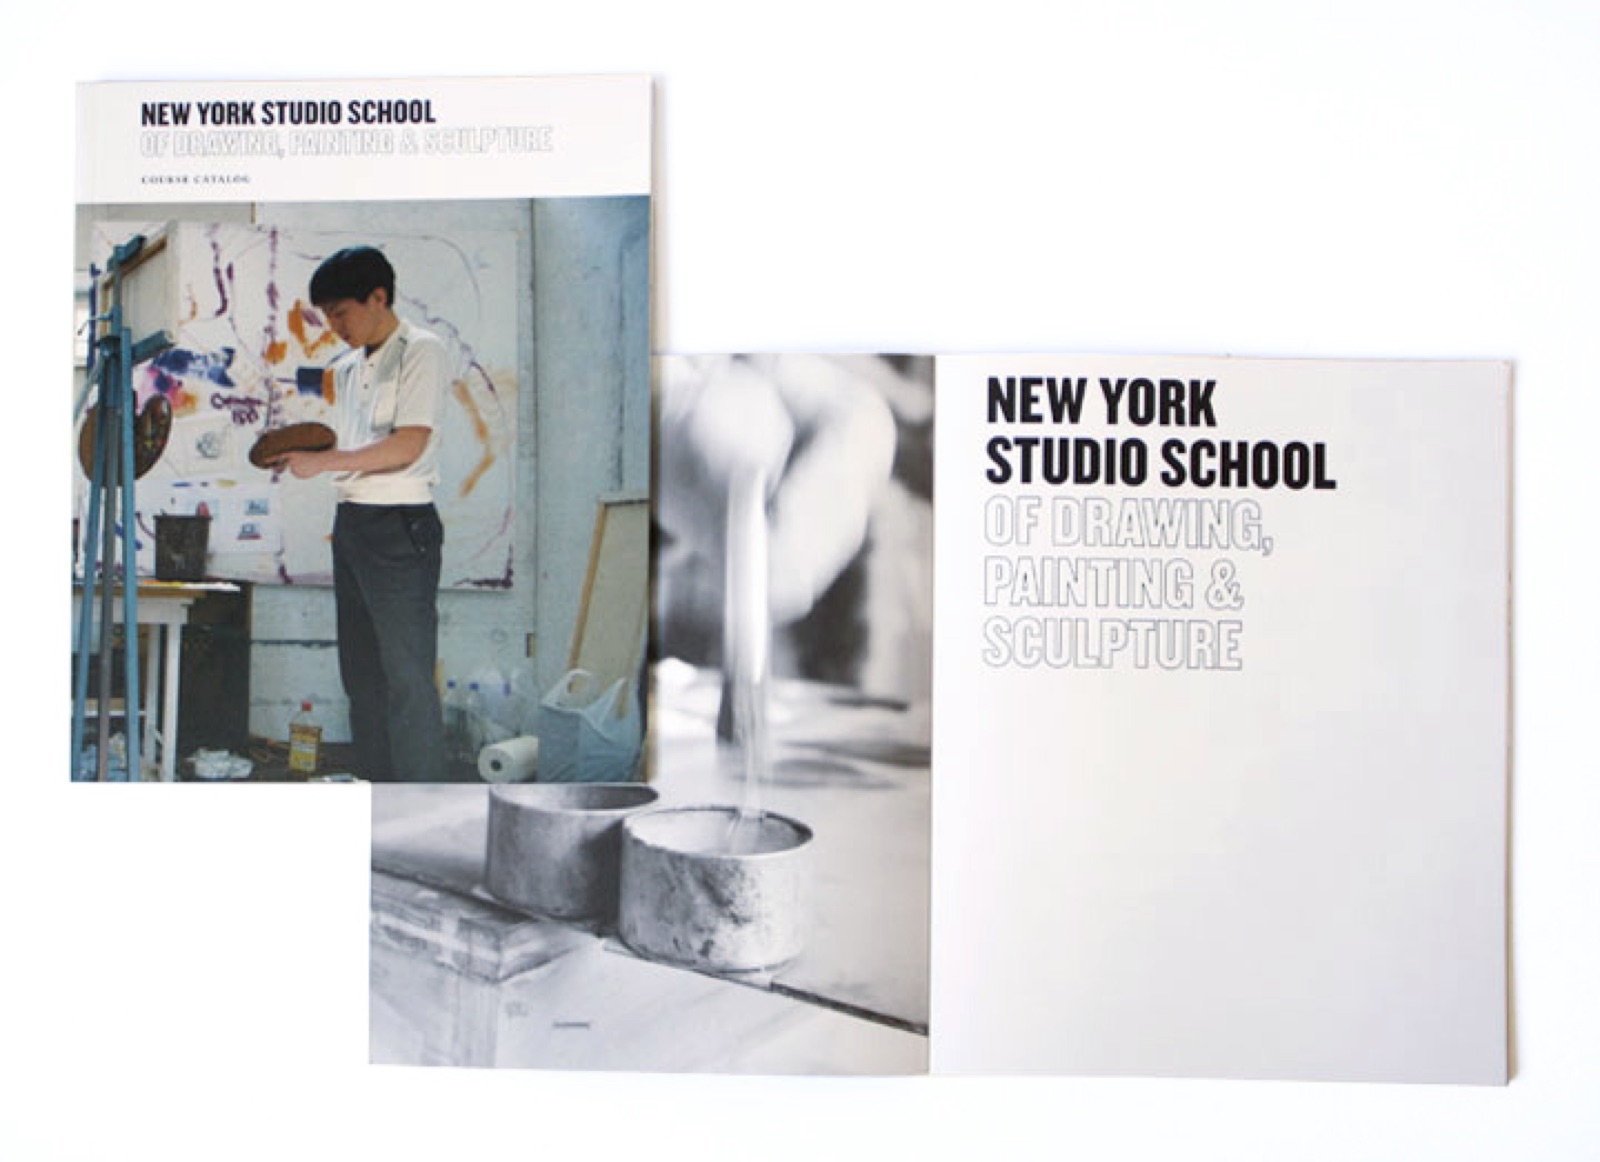 NEW YORK STUDIO SCHOOL
OF DRAWING, PAINTING & SCULPTURE
COURSE CATALOG
NEW YORK
STUDIO SCHOOL
OF DRAWING,
PAINTING &
SCULPTURE